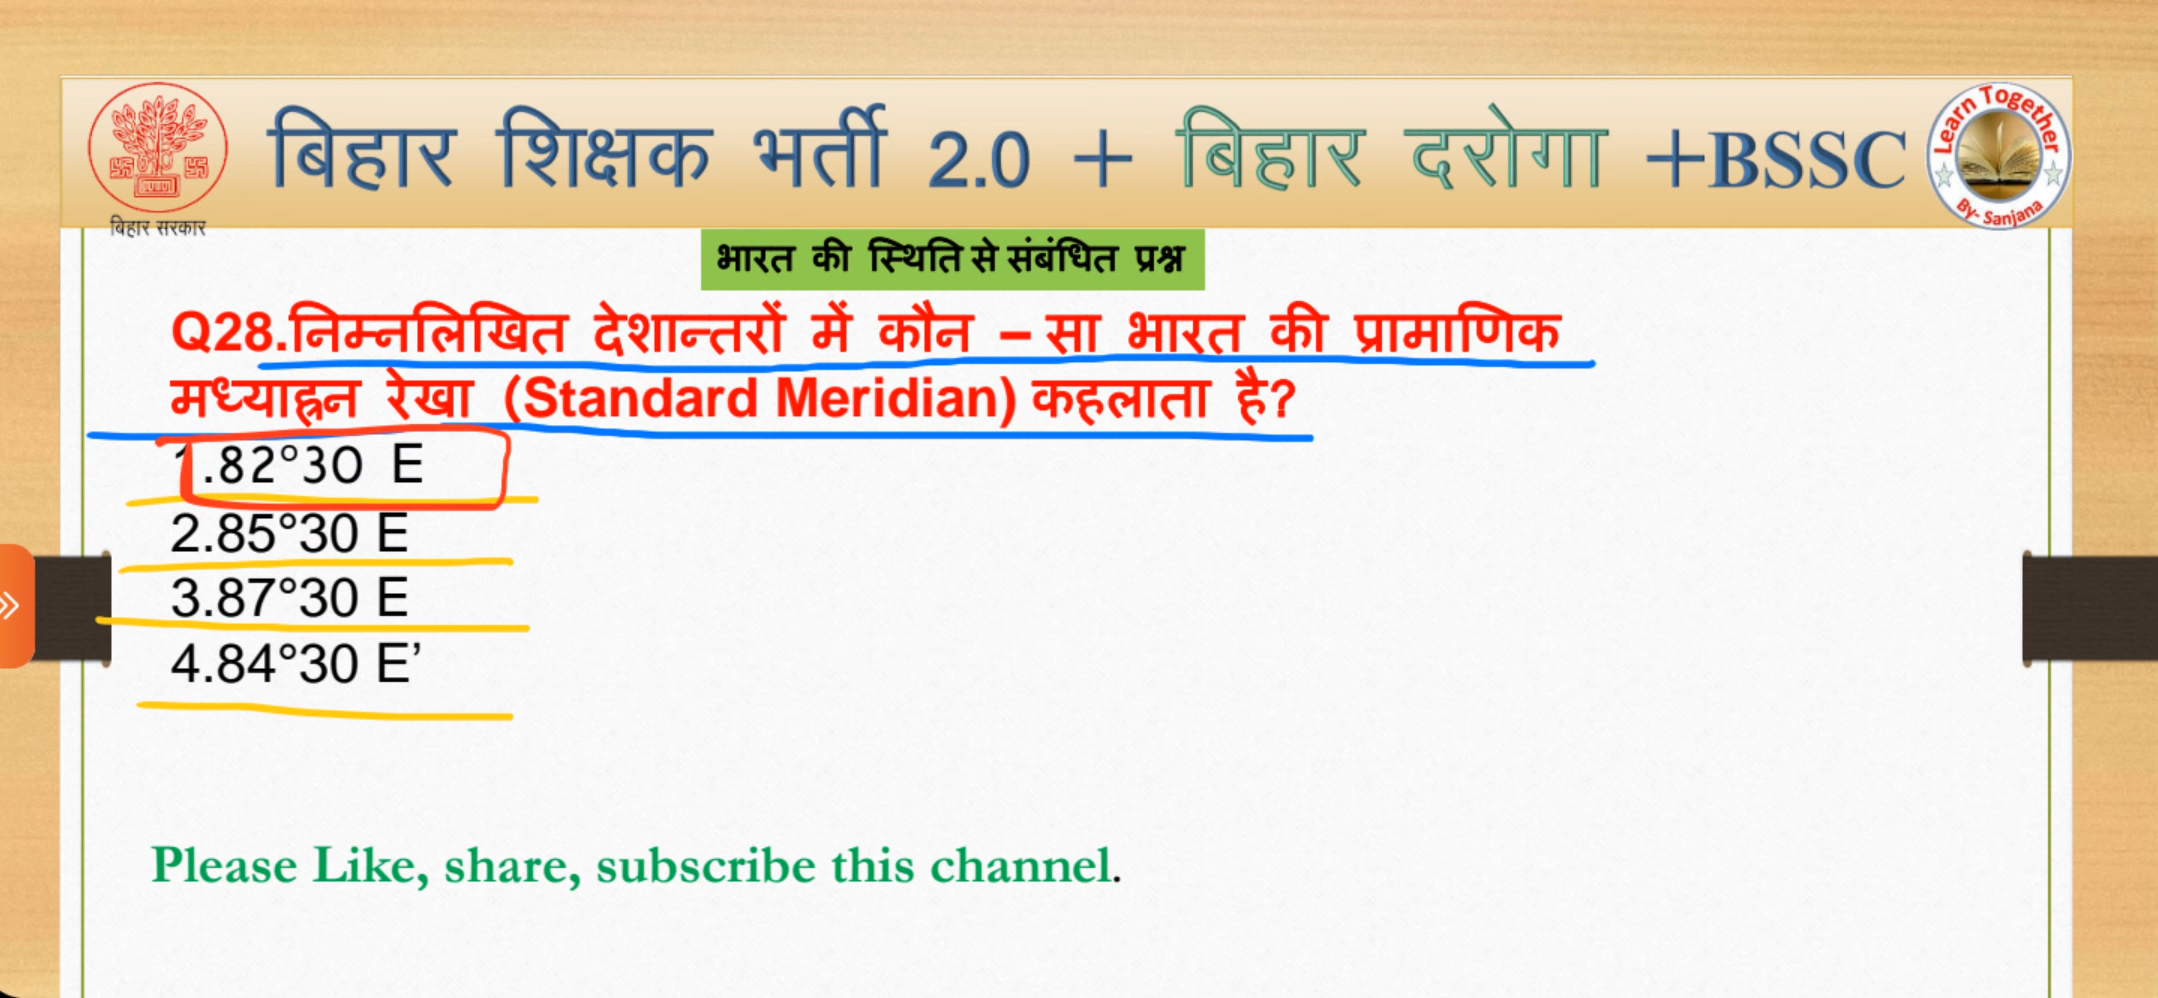 बिहार शिक्षक भर्ती 2.0 + बिहार दरोगा +BSSC
बिहार सरकार
Learn Together
By- Sanjana
भारत की स्थिति से संबंधित प्रश्न
Q28.निम्नलिखित देशान्तरों में कौन – सा भारत की प्रामाणिक
मध्याह्न रेखा (Standard Meridian) कहलाता है?
1.82°30 E
2.85°30 E
3.87°30 E
4.84°30 E’
Please Like, share, subscribe this channel.